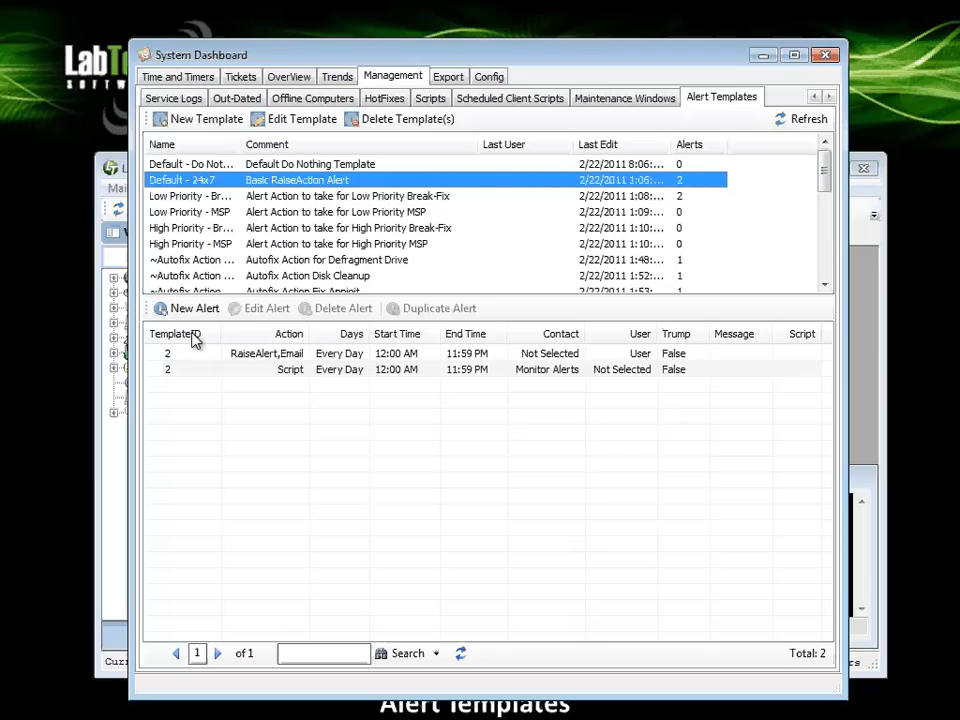 LabT
SOFTW
System Dashboard
Time and Timers Tickets OverView Trends Management Export Config
Service Logs Out-Dated Offline Computers HotFixes Scripts Scheduled Client Scripts Maintenance Windows Alert Templates
New Template Edit Template Delete Template(s) Refresh
Name Comment Last User Last Edit Alerts
Default - Do Not... Default Do Nothing Template 2/22/2011 8:06:... 0
Default - 24x7 Basic RaiseAction Alert 2/22/2011 1:06:... 2
Low Priority - Br... Alert Action to take for Low Priority Break-Fix 2/22/2011 1:08:... 2
Low Priority - MSP Alert Action to take for Low Priority MSP 2/22/2011 1:09:... 0
High Priority - Br... Alert Action to take for High Priority Break-Fix 2/22/2011 1:10:... 0
High Priority - MSP Alert Action to take for High Priority MSP 2/22/2011 1:10:... 0
~Autofix Action ... Autofix Action for Defragment Drive 2/22/2011 1:48:... 1
~Autofix Action ... Autofix Action Disk Cleanup 2/22/2011 1:52:... 1
~Autofix Action ... 2/22/2011 1:53:... 1
Mai
New Alert Edit Alert Delete Alert Duplicate Alert
TemplateID Action Days Start Time End Time Contact User Trump Message Script
2 RaiseAlert,Email Every Day 12:00 AM 11:59 PM Not Selected User False
2 Script Every Day 12:00 AM 11:59 PM Monitor Alerts Not Selected False
1 of 1 Search Total: 2
Curr
rs
Alert Templates